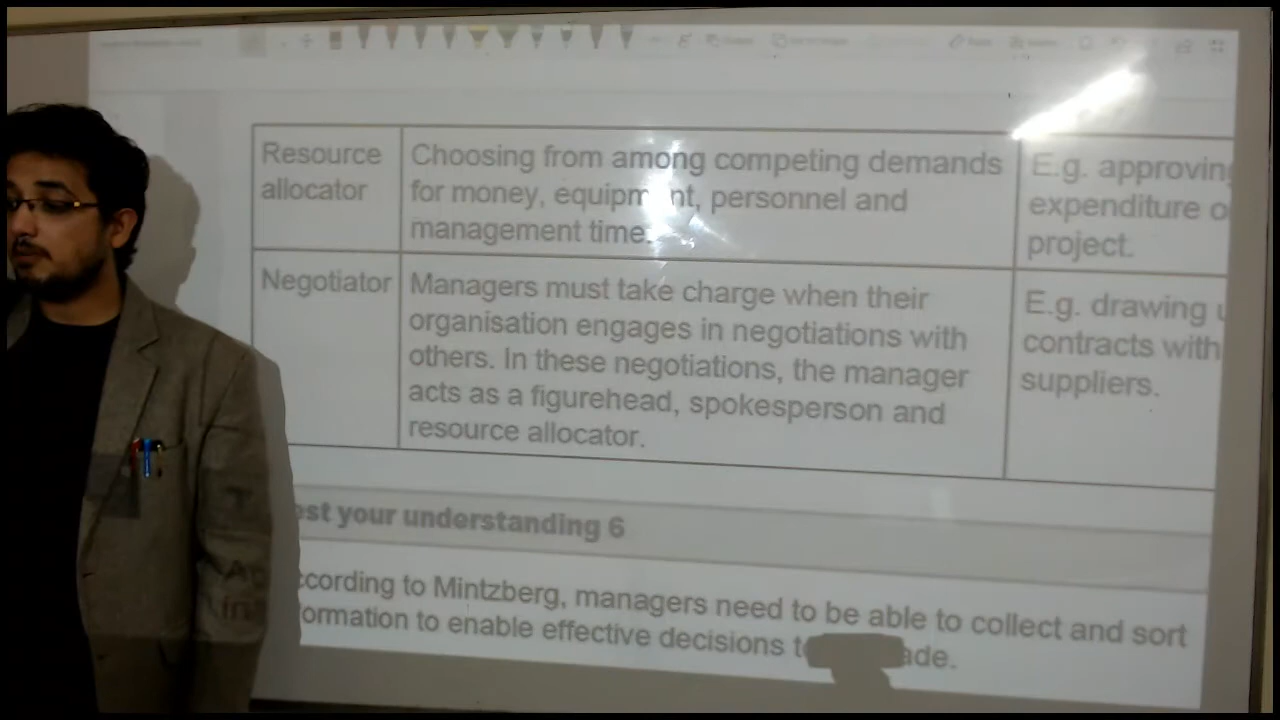 Resource
allocator
Choosing from among competing demands
for money, equipm nt, personnel and
management time.
E.g. approving
expenditure o
project.
Negotiator
Managers must take charge when their
organisation engages in negotiations with
others. In these negotiations, the manager
acts as a figurehead, spokesperson and
resource allocator.
E.g. drawing u
contracts with
suppliers.
est your understanding 6
ccording to Mintzberg, managers need to be able to collect and sort
ormation to enable effective decisions t ade.